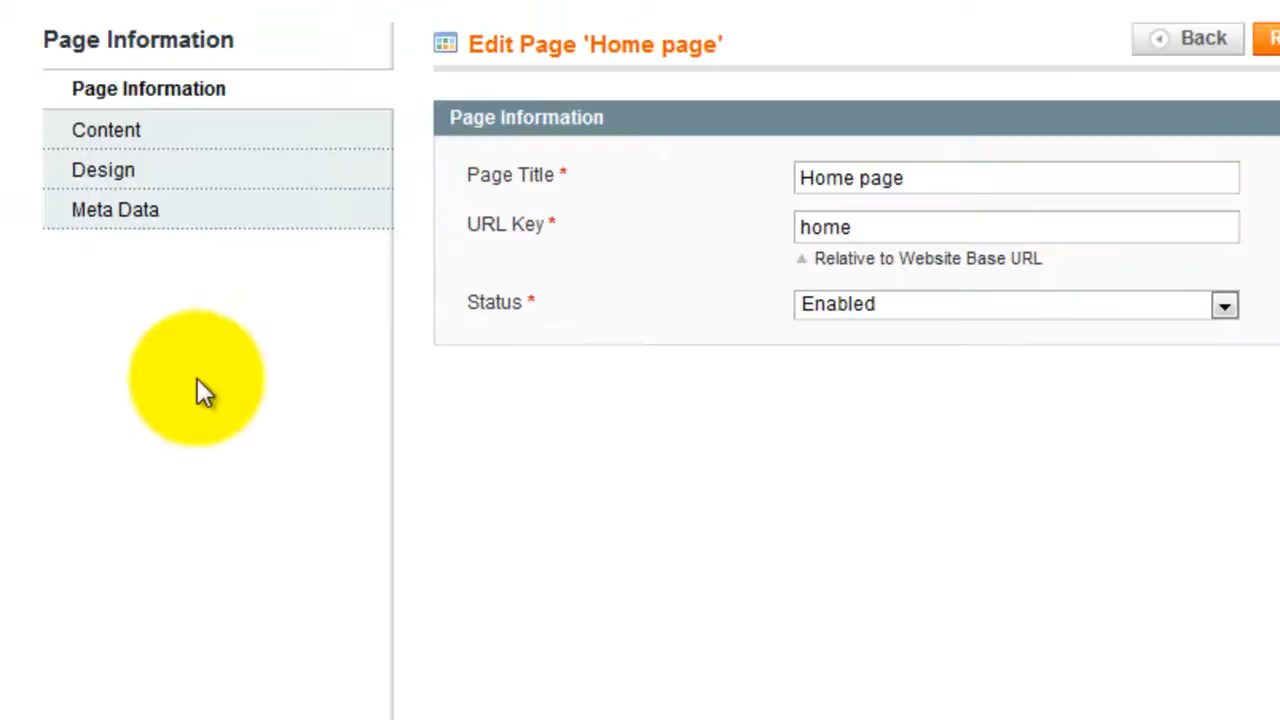 Page Information
Page Information
Content
Design
Meta Data
Edit Page 'Home page'
Back
Page Information
Page Title *
Home page
URL Key *
home
Relative to Website Base URL
Status *
Enabled